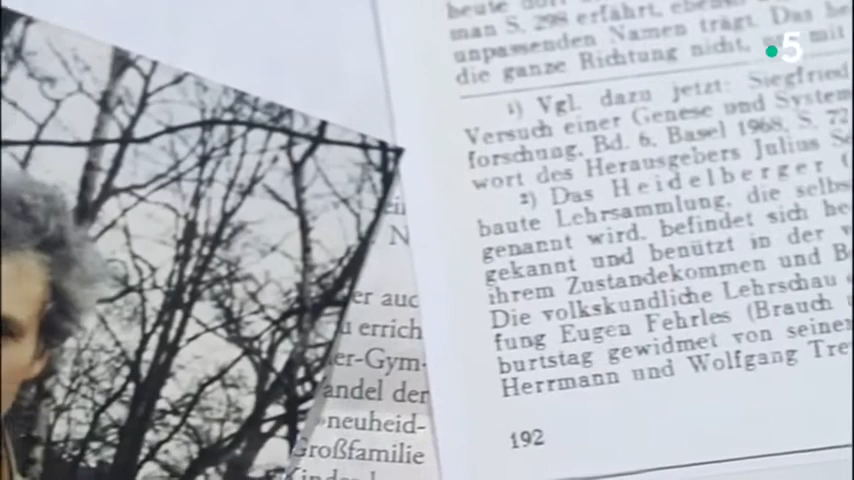 5
heute
man S. 298 erfährt,
unpassenden Namen trägt. Das
die ganze Richtung nicht, mit
¹) Vgl. dazu jetzt: Siegfried
Versuch einer Genese und System
forschung, Bd. 6, Basel 1968, S. 72
wort des Herausgebers Julius
²) Das Heidelberger
baute Lehrsammlung, die selbs
genannt wird, befindet sich he
gekannt und benützt in der
ihrem Zustandekommen und B
Die volkskundliche Lehrschau
fung Eugen Fehrles (Brauch
burtstag gewidmet von seine
Herrmann und Wolfgang Tre
192
ei
N
er auc
u errich
er-Gym-
andel der
»neuheid-
Großfamilie